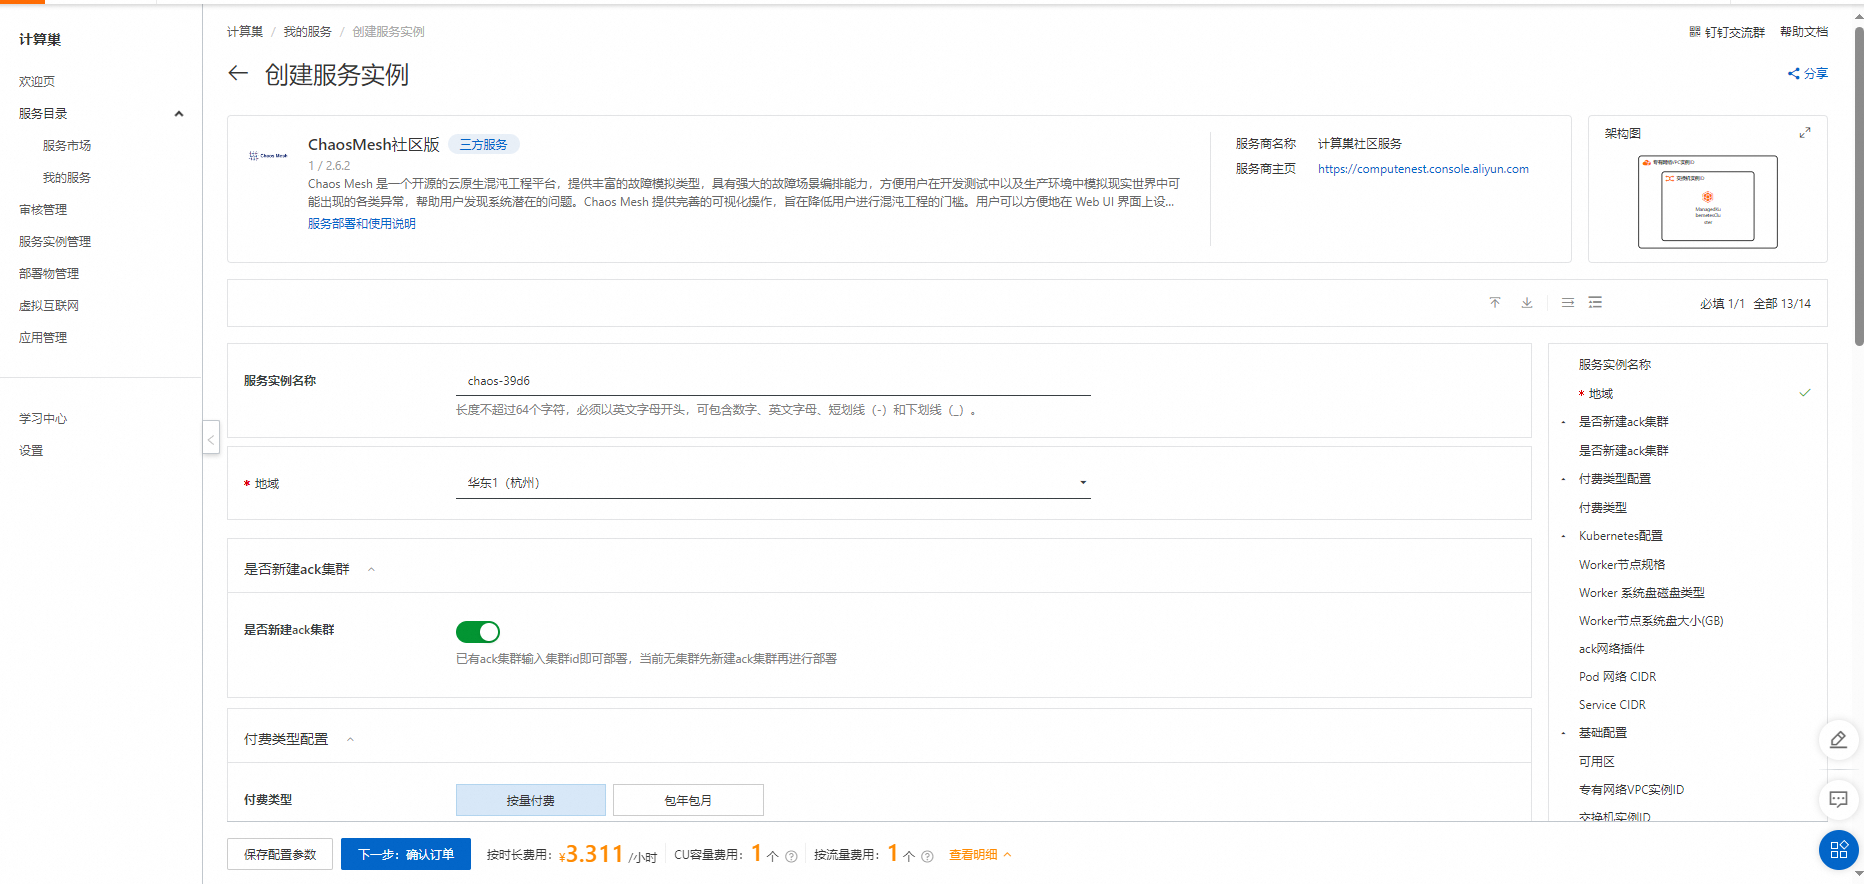 计算巢
欢迎页
服务目录
服务市场
我的服务
审核管理
服务实例管理
部署物管理
虚拟互联网
应用管理
学习中心
设置
计算巢 / 我的服务 / 创建服务实例
钉钉交流群 帮助文档
创建服务实例
分享
Chaos Mesh
ChaosMesh社区版 三方服务
1 / 2.6.2
Chaos Mesh 是一个开源的云原生混沌工程平台，提供丰富的故障模拟类型，具有强大的故障场景编排能力，方便用户在开发测试中以及生产环境中模拟现实世界中可
能出现的各类异常，帮助用户发现系统潜在的问题。Chaos Mesh 提供完善的可视化操作，旨在降低用户进行混沌工程的门槛。用户可以方便地在 Web UI 界面上设...
服务部署和使用说明
服务商名称 计算巢社区服务
服务商主页 https://computenest.console.aliyun.com
架构图
专有网络VPC实例ID
交换机实例ID
ManagedKu
bernetesClu
ster
必填 1/1 全部 13/14
服务实例名称
chaos-39d6
长度不超过64个字符，必须以英文字母开头，可包含数字、英文字母、短划线（-）和下划线（_）。
* 地域
华东1（杭州）
是否新建ack集群
是否新建ack集群
已有ack集群输入集群id即可部署，当前无集群先新建ack集群再进行部署
付费类型配置
付费类型
按量付费
包年包月
服务实例名称
* 地域
是否新建ack集群
是否新建ack集群
付费类型配置
付费类型
Kubernetes配置
Worker节点规格
Worker 系统盘磁盘类型
Worker节点系统盘大小(GB)
ack网络插件
Pod 网络 CIDR
Service CIDR
基础配置
可用区
专有网络VPC实例ID
交换机实例ID
保存配置参数
下一步：确认订单
按时长费用：¥3.311 /小时
CU容量费用：1 个
按流量费用：1 个
查看明细